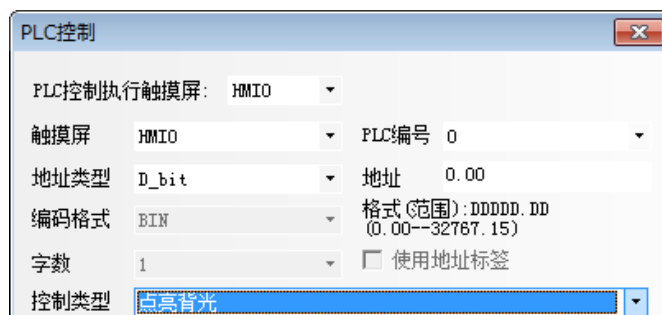 PLC控制
PLC控制执行触摸屏: HMI0
触摸屏 HMI0 PLC编号 0
地址类型 D_bit 地址 0.00
编码格式 BIN 格式(范围):DDDDD.DD
(0.00--32767.15)
字数 1 使用地址标签
控制类型 点亮背光